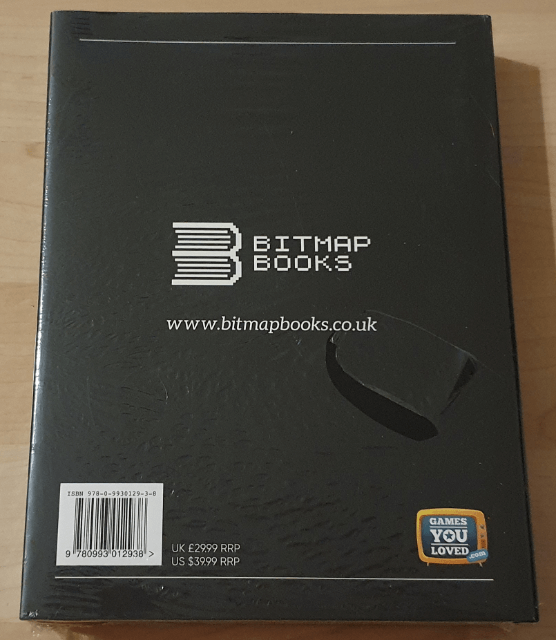 BITMAP
BOOKS
www.bitmapbooks.co.uk
ISBN 978-0-9930129-3-8
9 780993 012938 >
UK £29.99 RRP
US $39.99 RRP
GAMES
YOU
LOVED
.com